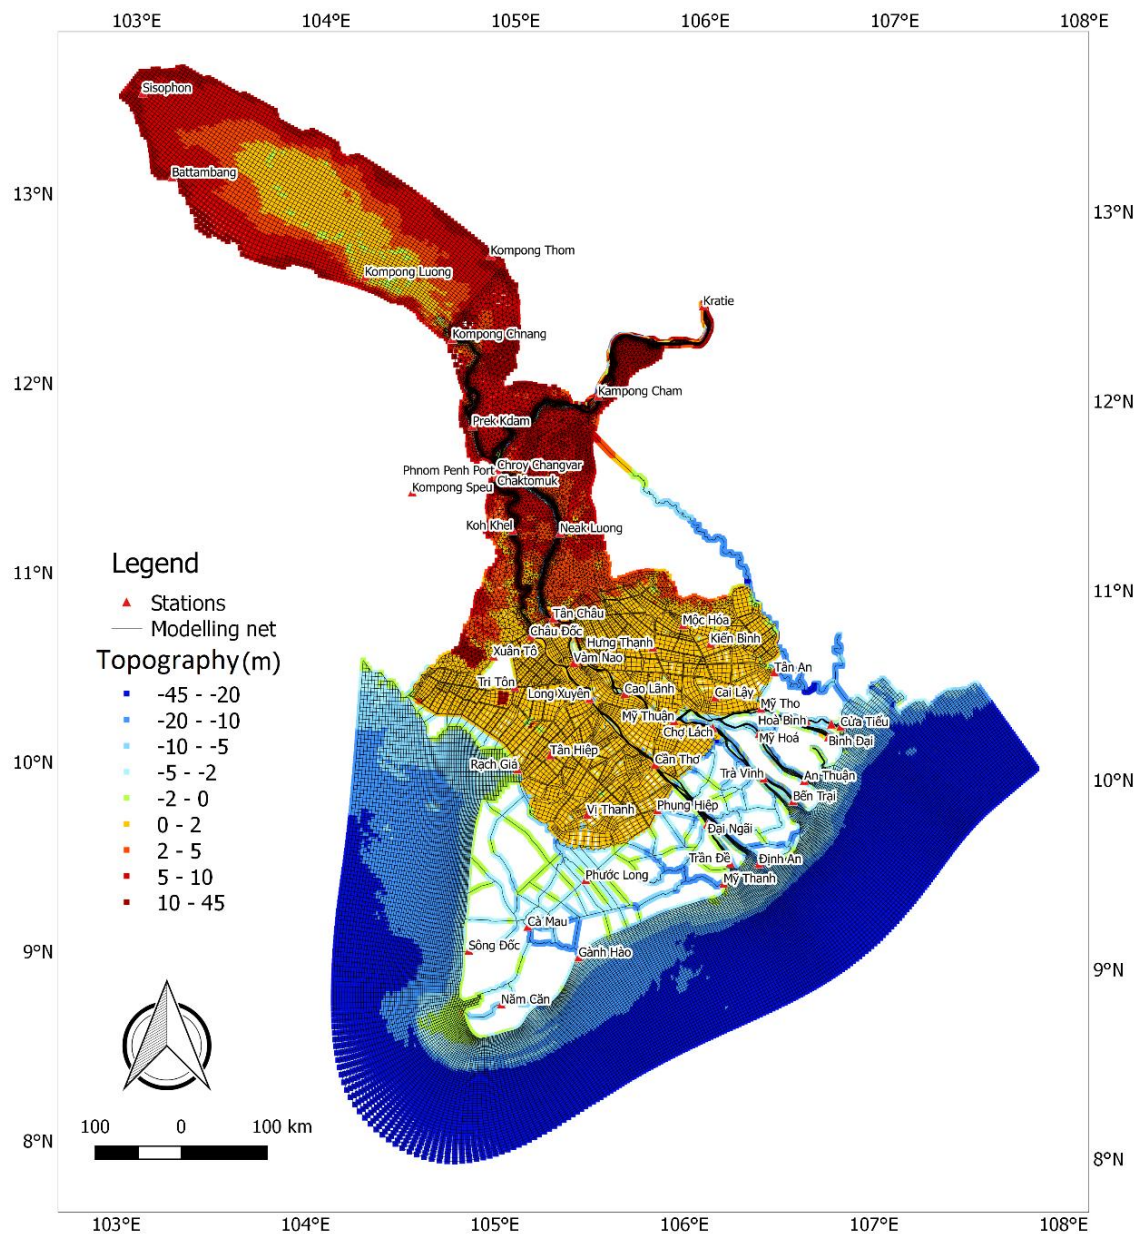 103°E 104°E 105°E 106°E 107°E 108°E
Sisophon
Battambang
13°N
13°N
Kompong Thom
Kompong Luong
Kratie
Kompong Chnang
12°N
Kampong Cham
12°N
Prek Kdam
Chroy Changvar
Phnom Penh Port
Chaktomuk
Kompong Speu
Koh Khel
Neak Luong
11°N
11°N
Legend
Stations
Modelling net
Topography(m)
-45 - -20
-20 - -10
-10 - -5
-5 - -2
-2 - 0
0 - 2
2 - 5
5 - 10
10 - 45
Tân Châu
Mộc Hóa
Châu Đốc
Hưng Thạnh
Kiến Bình
Xuân Tô
Vàm Nao
Tân An
Tri Tôn
Long Xuyên
Cao Lãnh
Cai Lậy
Mỹ Tho
Mỹ Thuận
Hoà Bình
Cửa Tiểu
Chợ Lách
Mỹ Hoá
Bình Đại
Tân Hiệp
Rạch Giá
Cần Thơ
10°N
10°N
Trà Vinh
An Thuận
Bến Trại
Vị Thanh
Phụng Hiệp
Đại Ngãi
Trần Đề
Định An
Phước Long
Mỹ Thanh
Cà Mau
Sông Đốc
Gành Hào
9°N
9°N
Năm Căn
100 0 100 km
8°N
8°N
103°E 104°E 105°E 106°E 107°E 108°E